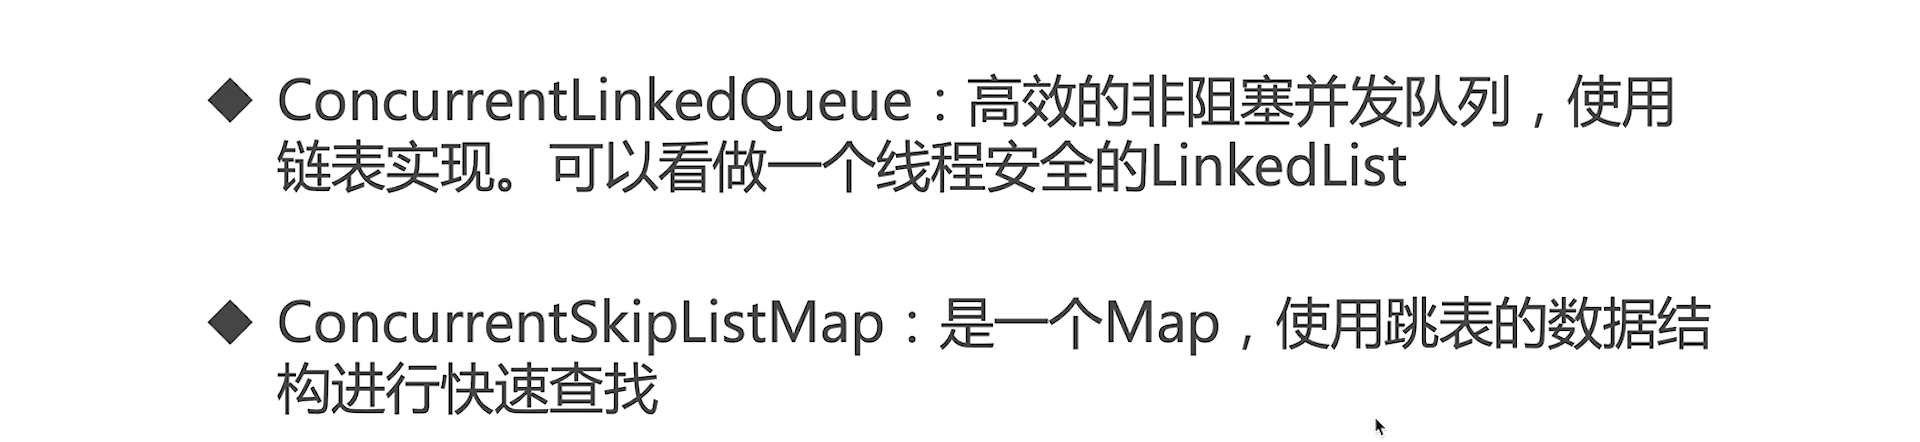 ◆ ConcurrentLinkedQueue：高效的非阻塞并发队列，使用
链表实现。可以看做一个线程安全的LinkedList
◆ ConcurrentSkipListMap：是一个Map，使用跳表的数据结
构进行快速查找